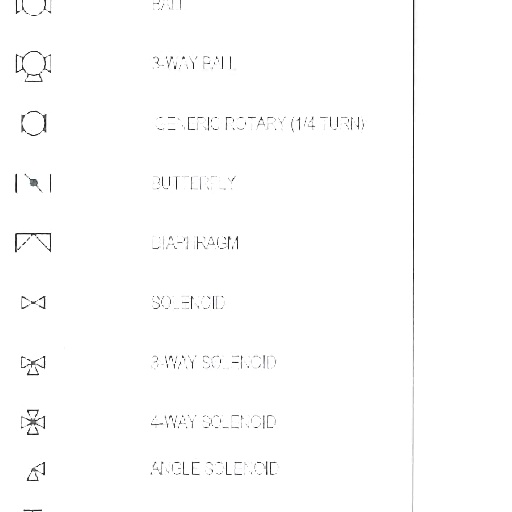 BALL
3-WAY BALL
GENERIC ROTARY (1/4 TURN)
BUTTERFLY
DIAPHRAGM
SOLENOID
3-WAY SOLENOID
4-WAY SOLENOID
ANGLE SOLENOID